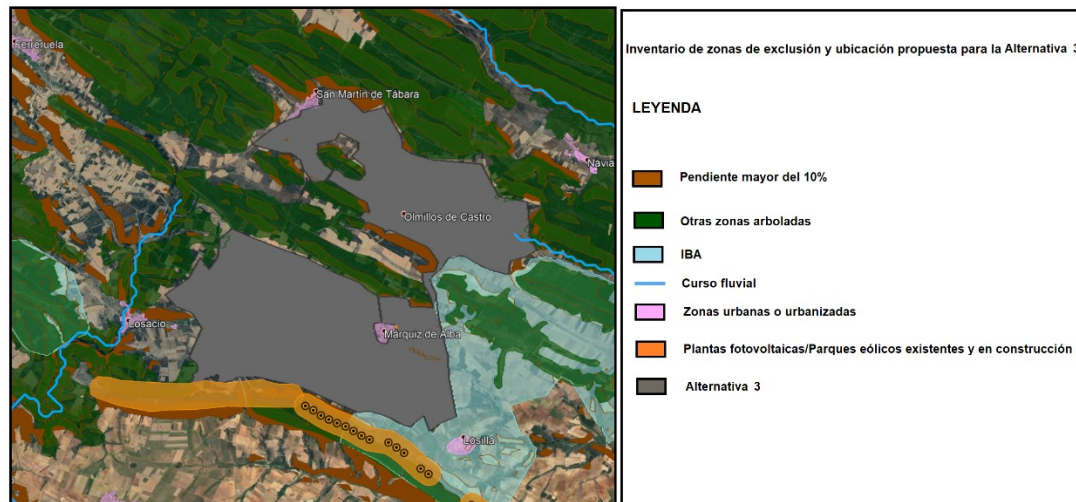 Ferreruela
San Martín de Tábara
Navia
Olmillos de Castro
Losacio
Marquiz de Alba
Losilla
Inventario de zonas de exclusión y ubicación propuesta para la Alternativa 3
LEYENDA
Pendiente mayor del 10%
Otras zonas arboladas
IBA
Curso fluvial
Zonas urbanas o urbanizadas
Plantas fotovoltaicas/Parques eólicos existentes y en construcción
Alternativa 3